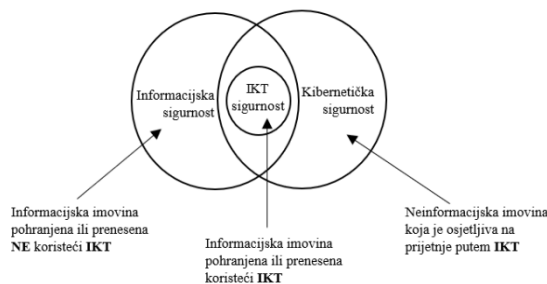 Informacijska
sigurnost
IKT
sigurnost
Kibernetička
sigurnost
Informacijska imovina
pohranjena ili prenesena
NE koristeći IKT
Informacijska imovina
pohranjena ili prenesena
koristeći IKT
Neinformacijska imovina
koja je osjetljiva na
prijetnje putem IKT